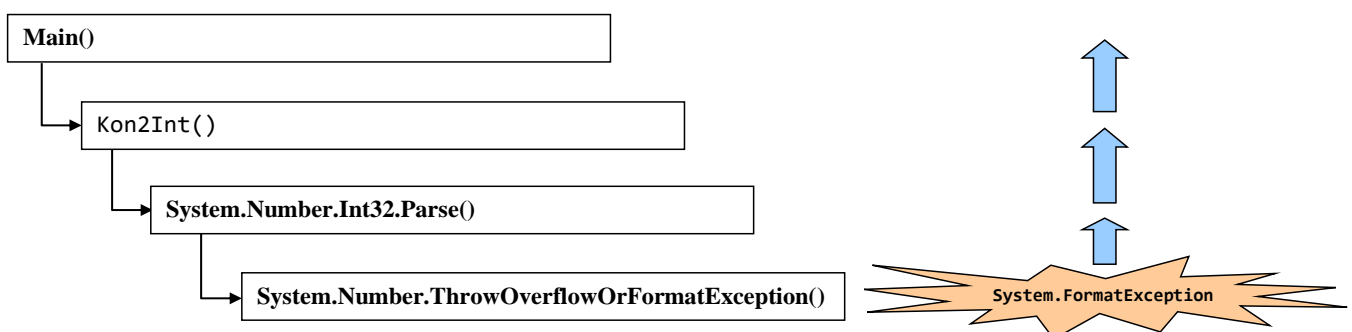 Main()
Kon2Int()
System.Number.Int32.Parse()
System.Number.ThrowOverflowOrFormatException()
System.FormatException